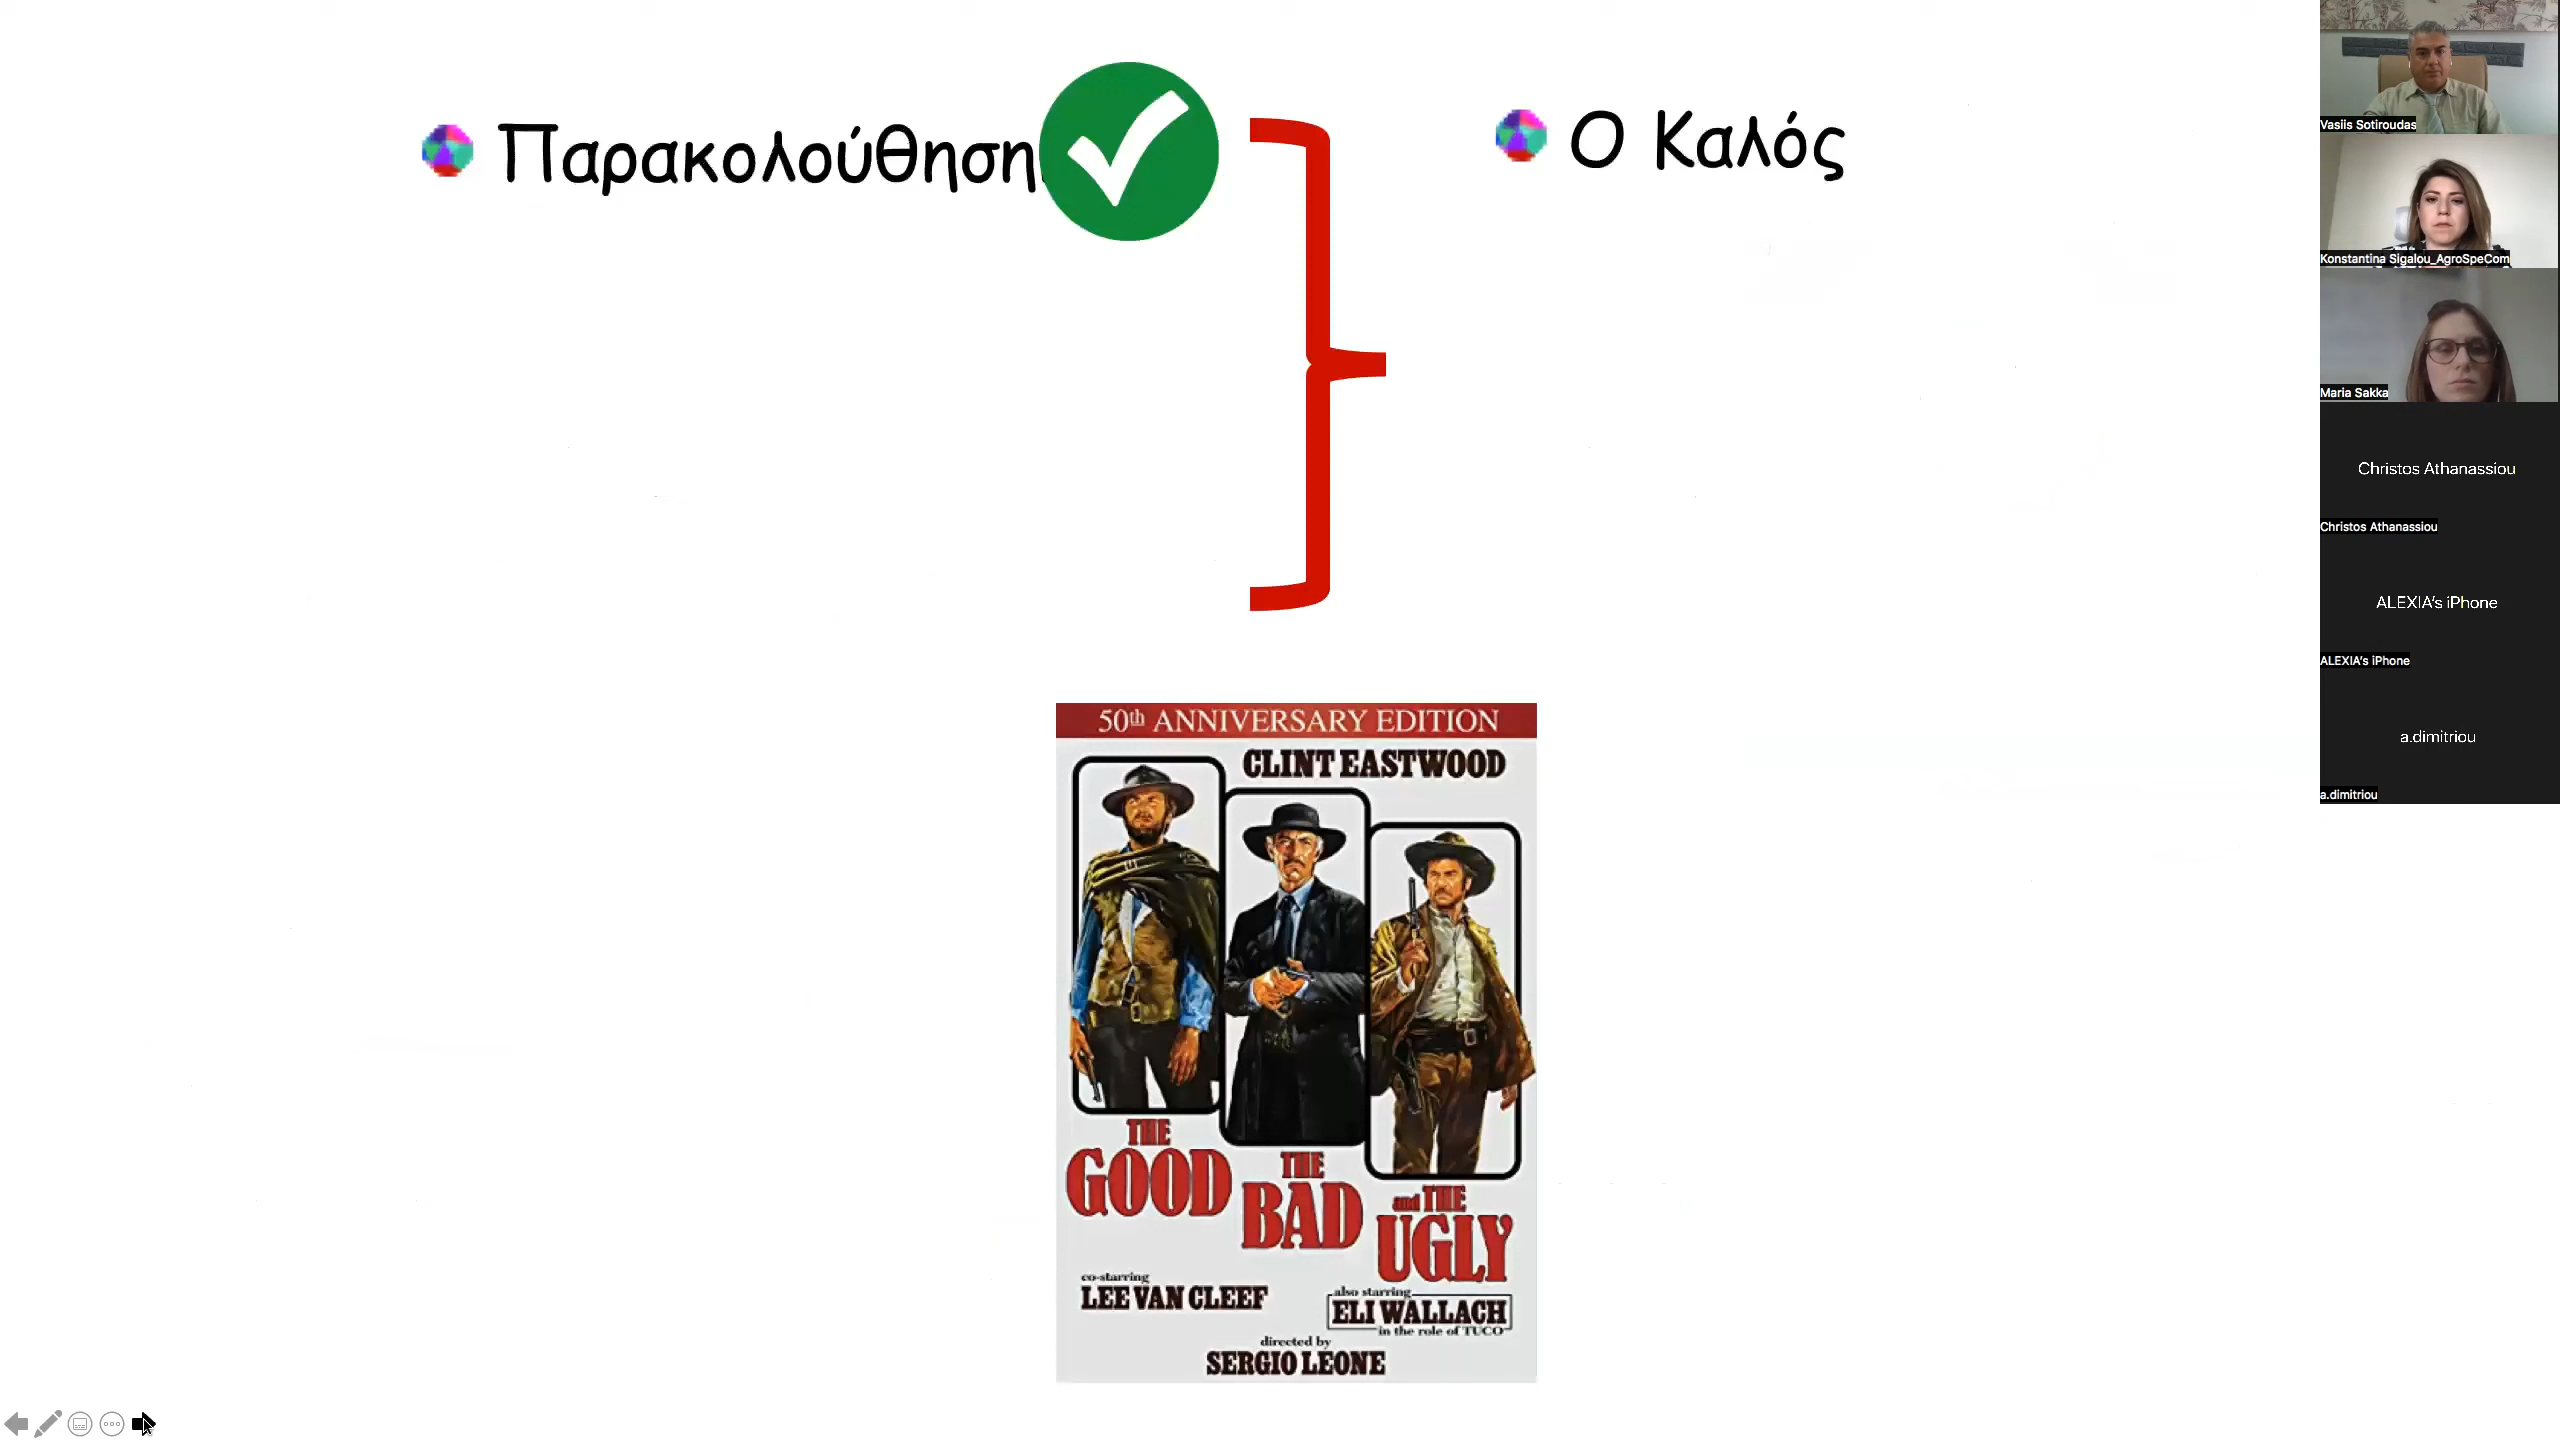 Παρακολούθηση
Ο Καλός
50th ANNIVERSARY EDITION
CLINT EASTWOOD
THE
GOOD
THE
BAD
and THE
UGLY
co-starring
LEE VAN CLEEF
also starring
ELI WALLACH
in the role of TUCO
directed by
SERGIO LEONE
Vasiis Sotiroudas
Konstantina Sigalou_AgroSpeCom
Maria Sakka
Christos Athanassiou
Christos Athanassiou
ALEXIA's iPhone
ALEXIA's iPhone
a.dimitriou
a.dimitriou